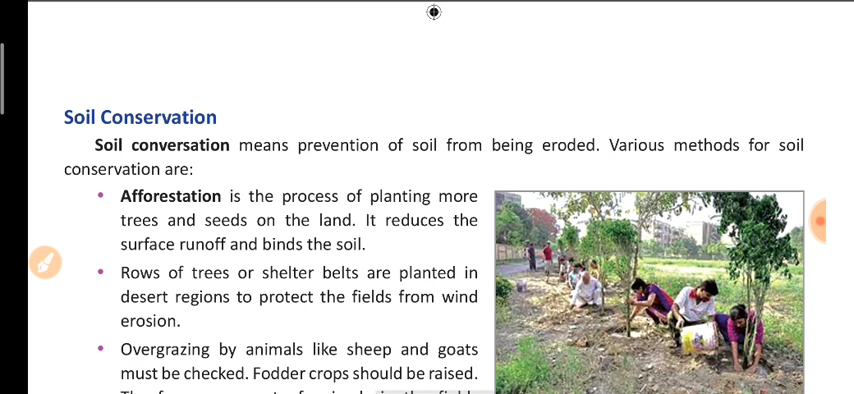 Soil Conservation
Soil conversation means prevention of soil from being eroded. Various methods for soil
conservation are:
• Afforestation is the process of planting more
trees and seeds on the land. It reduces the
surface runoff and binds the soil.
• Rows of trees or shelter belts are planted in
desert regions to protect the fields from wind
erosion.
• Overgrazing by animals like sheep and goats
must be checked. Fodder crops should be raised.